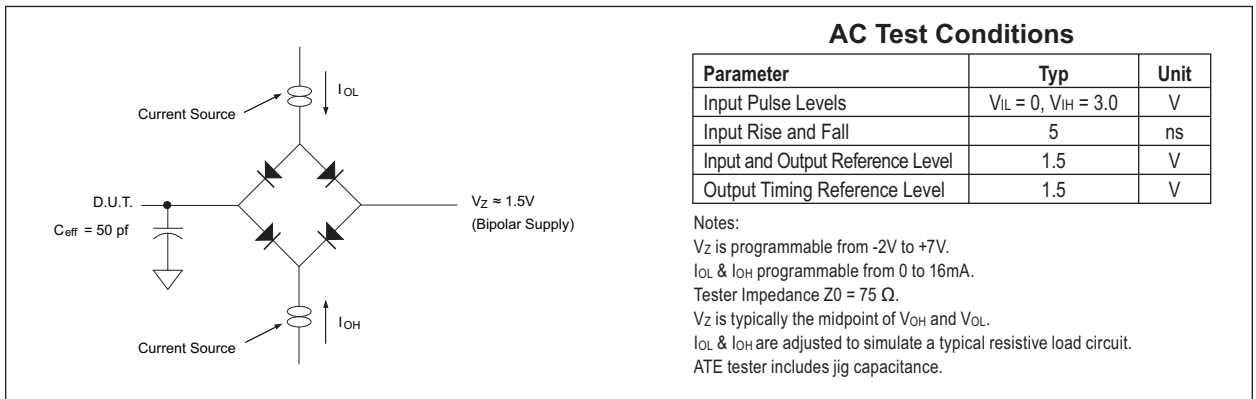 I OL
Current Source
D.U.T.
Ceff = 50 pf
VZ ≈ 1.5V
(Bipolar Supply)
I OH
Current Source
AC Test Conditions
Parameter Typ Unit
Input Pulse Levels VIL = 0, VIH = 3.0 V
Input Rise and Fall 5 ns
Input and Output Reference Level 1.5 V
Output Timing Reference Level 1.5 V
Notes:
VZ is programmable from -2V to +7V.
IOL & IOH programmable from 0 to 16mA.
Tester Impedance Z0 = 75 Ω.
VZ is typically the midpoint of VOH and VOL.
IOL & IOH are adjusted to simulate a typical resistive load circuit.
ATE tester includes jig capacitance.